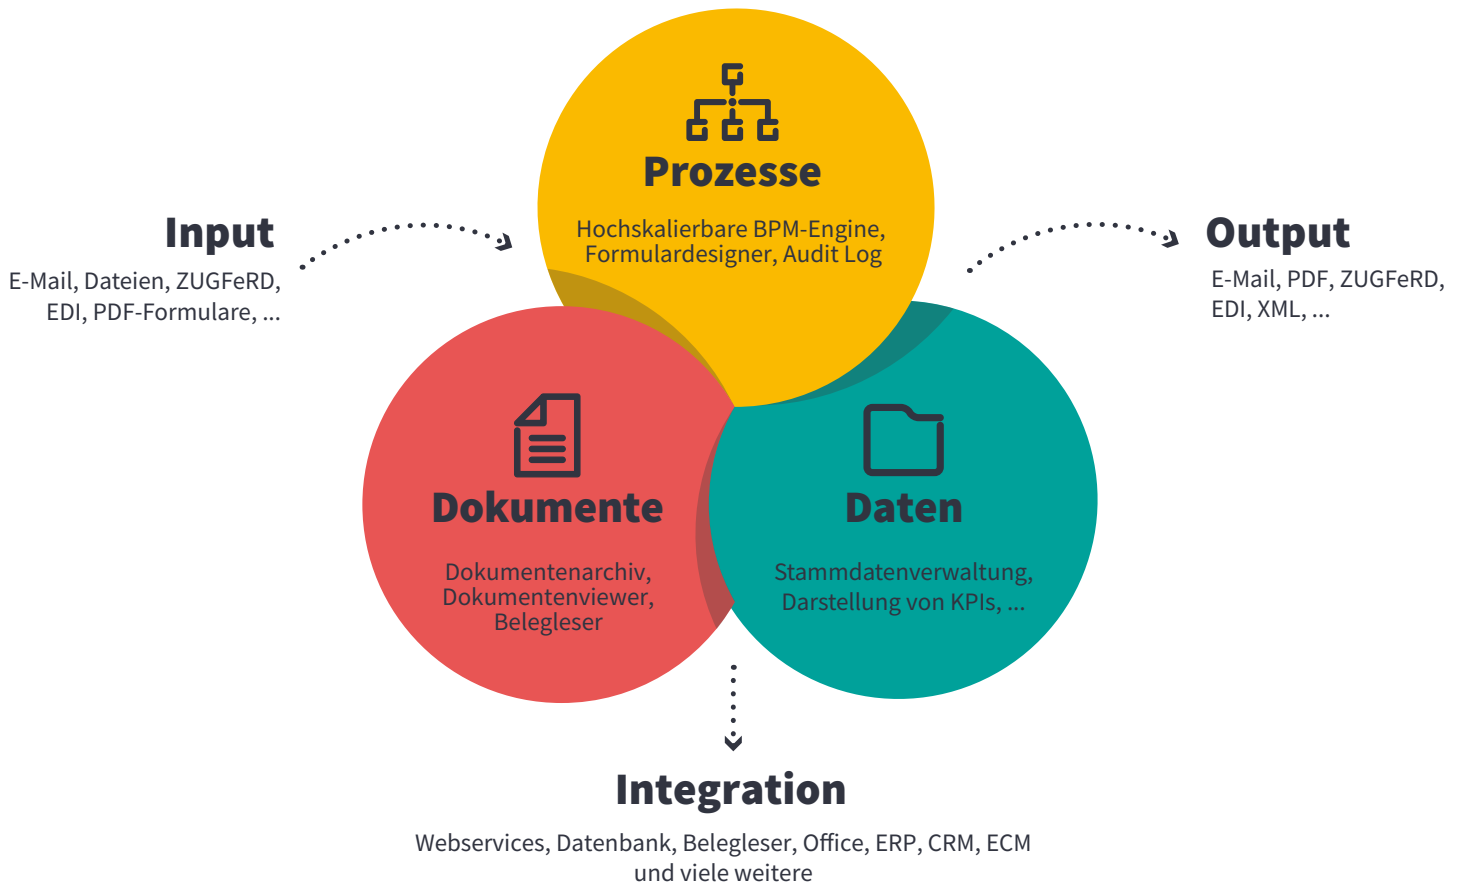 Prozesse
Hochskalierbare BPM-Engine,
Formulardesigner, Audit Log
Input
E-Mail, Dateien, ZUGFeRD,
EDI, PDF-Formulare, ...
Output
E-Mail, PDF, ZUGFeRD,
EDI, XML, ...
Dokumente
Dokumentenarchiv,
Dokumentenviewer,
Belegleser
Daten
Stammdatenverwaltung,
Darstellung von KPIs, ...
Integration
Webservices, Datenbank, Belegleser, Office, ERP, CRM, ECM
und viele weitere